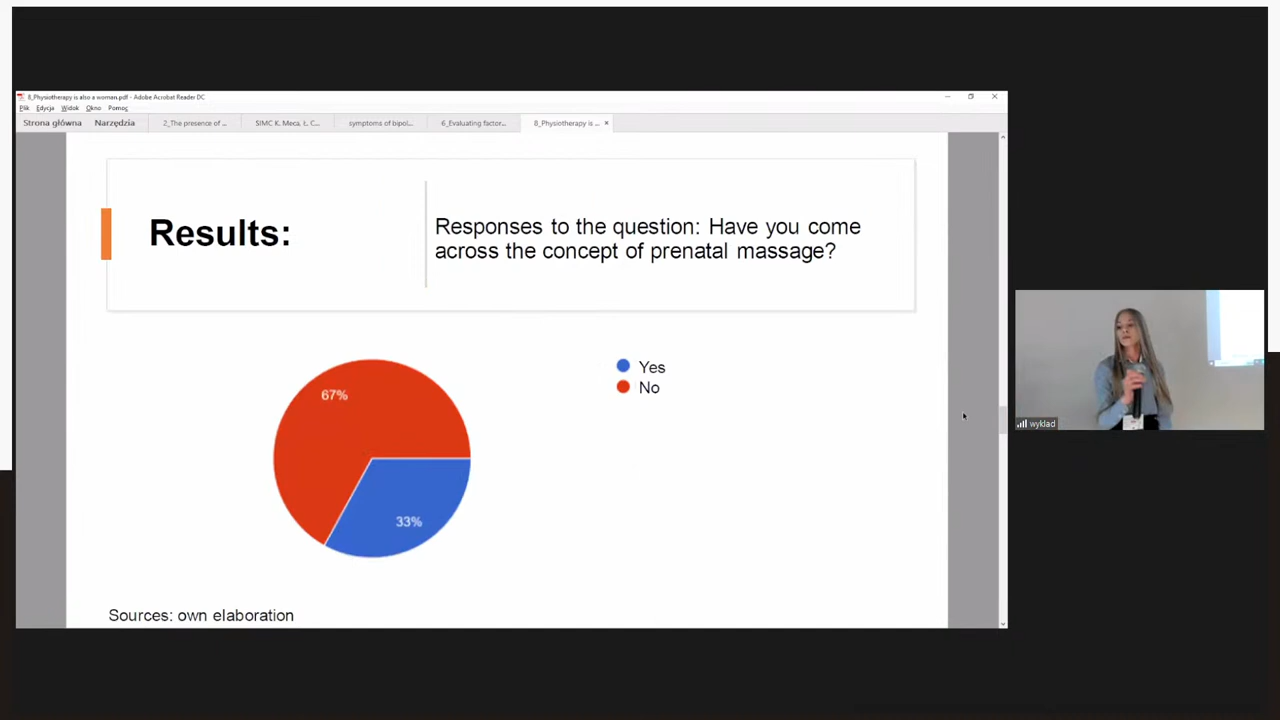 8_Physiotherapy is also a woman.pdf - Adobe Acrobat Reader DC
Plik Edycja Widok Okno Pomoc
Strona główna Narzędzia 2_The presence of ... SIMC K. Meca, Ł. C... symptoms of bipol... 6_Evaluating factor... 8_Physiotherapy is ... ×
Results:
Responses to the question: Have you come
across the concept of prenatal massage?
Yes
No
67%
33%
Sources: own elaboration
wyklad